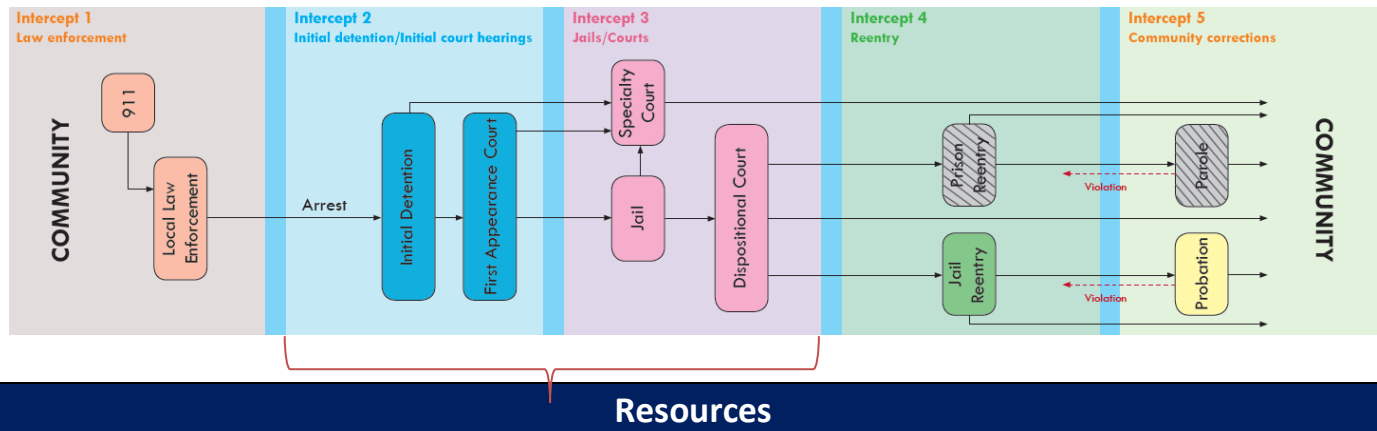 Intercept 1
Law enforcement
Intercept 2
Initial detention/Initial court hearings
Intercept 3
Jails/Courts
Intercept 4
Reentry
Intercept 5
Community corrections
COMMUNITY
911
Local Law
Enforcement
Arrest
Initial Detention
First Appearance Court
Specialty
Court
Jail
Dispositional Court
Prison
Reentry
Violation
Parole
Jail
Reentry
Violation
Probation
COMMUNITY
Resources